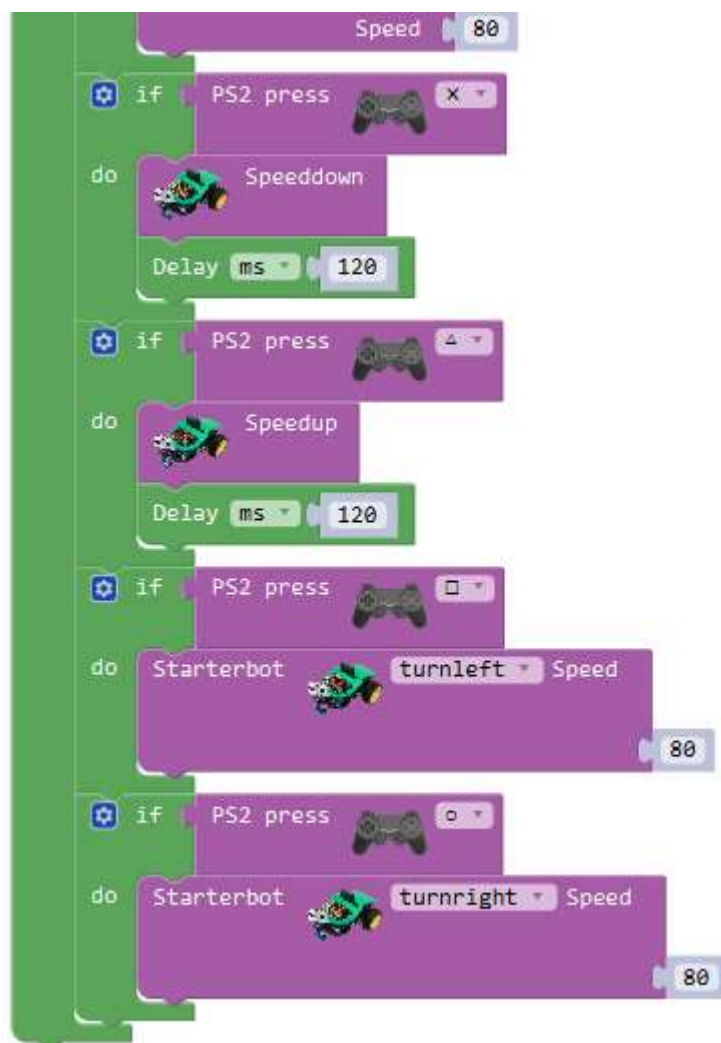 Speed 80
if PS2 press ×
do Speeddown
Delay ms 120
if PS2 press △
do Speedup
Delay ms 120
if PS2 press □
do Starterbot turnleft Speed
80
if PS2 press ○
do Starterbot turnright Speed
80